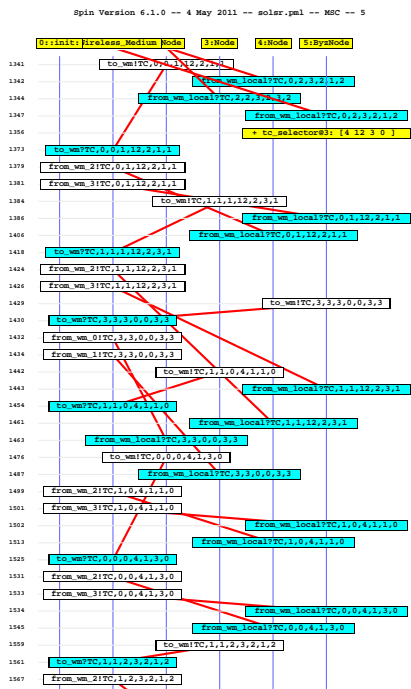 Spin Version 6.1.0 -- 4 May 2011 -- solsr.pml -- MSC -- 5
0::init: Wireless_Medium Node 3:Node 4:Node 5:ByzNode
1341 to_wm!TC,0,0,1,12,2,1,1
1342 from_wm_local?TC,0,2,3,2,1,2
1344 from_wm_local?TC,2,2,3,2,3,2
1347 from_wm_local?TC,0,2,3,2,1,2
1356 + tc_selector@3: [4 12 3 0 ]
1373 to_wm?TC,0,0,1,12,2,1,1
1379 from_wm_2!TC,0,1,12,2,1,1
1381 from_wm_3!TC,0,1,12,2,1,1
1384 to_wm!TC,1,1,1,12,2,3,1
1386 from_wm_local?TC,0,1,12,2,1,1
1406 from_wm_local?TC,0,1,12,2,1,1
1418 to_wm?TC,1,1,1,12,2,3,1
1424 from_wm_2!TC,1,1,12,2,3,1
1426 from_wm_3!TC,1,1,12,2,3,1
1429 to_wm!TC,3,3,3,0,0,3,3
1430 to_wm?TC,3,3,3,0,0,3,3
1432 from_wm_0!TC,3,3,0,0,3,3
1434 from_wm_1!TC,3,3,0,0,3,3
1442 to_wm!TC,1,1,0,4,1,1,0
1443 from_wm_local?TC,1,1,12,2,3,1
1454 to_wm?TC,1,1,0,4,1,1,0
1461 from_wm_local?TC,1,1,12,2,3,1
1463 from_wm_local?TC,3,3,0,0,3,3
1476 to_wm!TC,0,0,0,4,1,3,0
1487 from_wm_local?TC,3,3,0,0,3,3
1499 from_wm_2!TC,1,0,4,1,1,0
1501 from_wm_3!TC,1,0,4,1,1,0
1502 from_wm_local?TC,1,0,4,1,1,0
1513 from_wm_local?TC,1,0,4,1,1,0
1525 to_wm?TC,0,0,0,4,1,3,0
1531 from_wm_2!TC,0,0,4,1,3,0
1533 from_wm_3!TC,0,0,4,1,3,0
1534 from_wm_local?TC,0,0,4,1,3,0
1545 from_wm_local?TC,0,0,4,1,3,0
1559 to_wm!TC,1,1,2,3,2,1,2
1561 to_wm?TC,1,1,2,3,2,1,2
1567 from_wm_2!TC,1,2,3,2,1,2